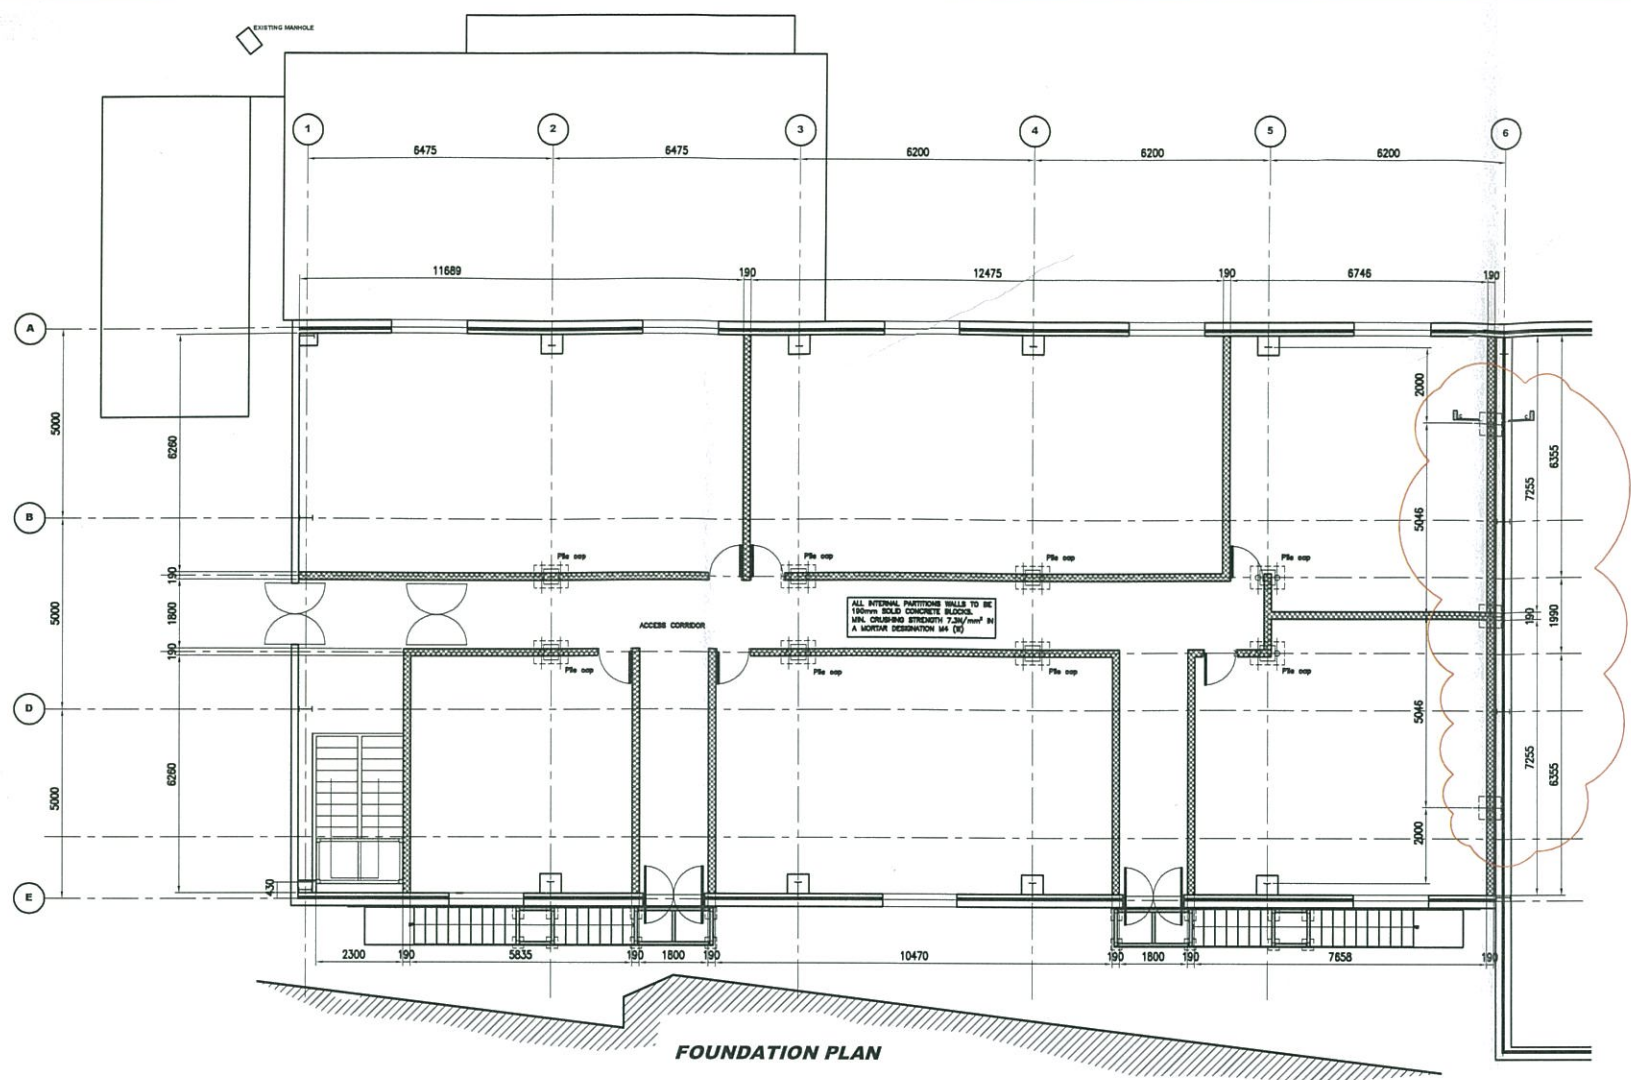 EXISTING MANHOLE
1
2
3
4
5
6
6475
6475
6200
6200
6200
11689
190
12475
190
6746
190
A
B
D
E
5000
5000
5000
6260
190
1800
190
6260
430
2000
5046
5046
2000
7255
190
7255
6355
1990
6355
Pile cap
Pile cap
Pile cap
Pile cap
ALL INTERNAL PARTITIONS WALLS TO BE
190mm SOLID CONCRETE BLOCKS.
MIN. CRUSHING STRENGTH 7.3N/mm² IN
A MORTAR DESIGNATION M4 (iii)
ACCESS CORRIDOR
Pile cap
Pile cap
Pile cap
Pile cap
2300
190
5835
190
1800
190
10470
190
1800
190
7658
190
FOUNDATION PLAN